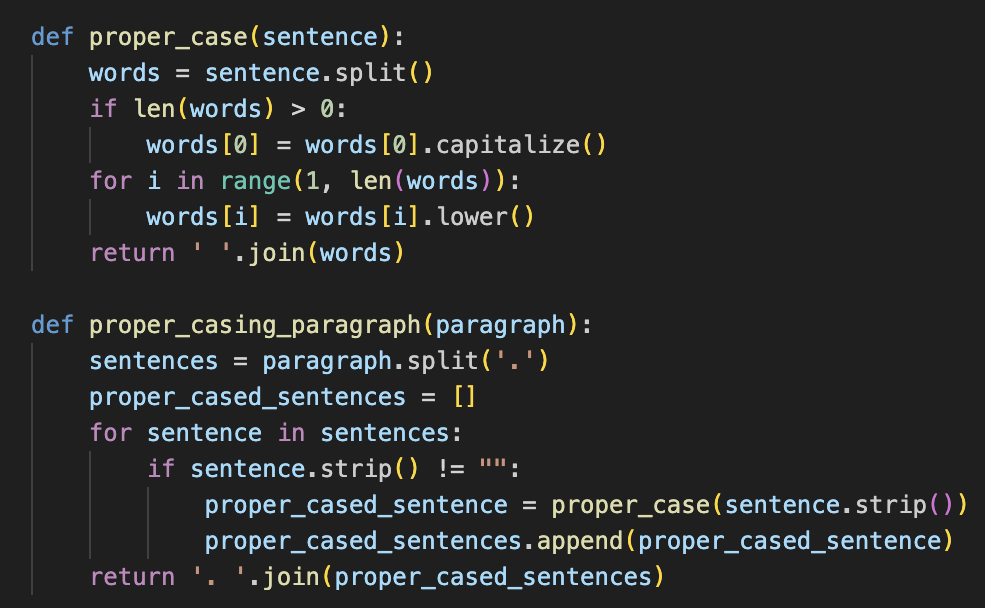 def proper_case(sentence):
    words = sentence.split()
    if len(words) > 0:
        words[0] = words[0].capitalize()
    for i in range(1, len(words)):
        words[i] = words[i].lower()
    return ' '.join(words)

def proper_casing_paragraph(paragraph):
    sentences = paragraph.split('.')
    proper_cased_sentences = []
    for sentence in sentences:
        if sentence.strip() != "":
            proper_cased_sentence = proper_case(sentence.strip())
            proper_cased_sentences.append(proper_cased_sentence)
    return '. '.join(proper_cased_sentences)